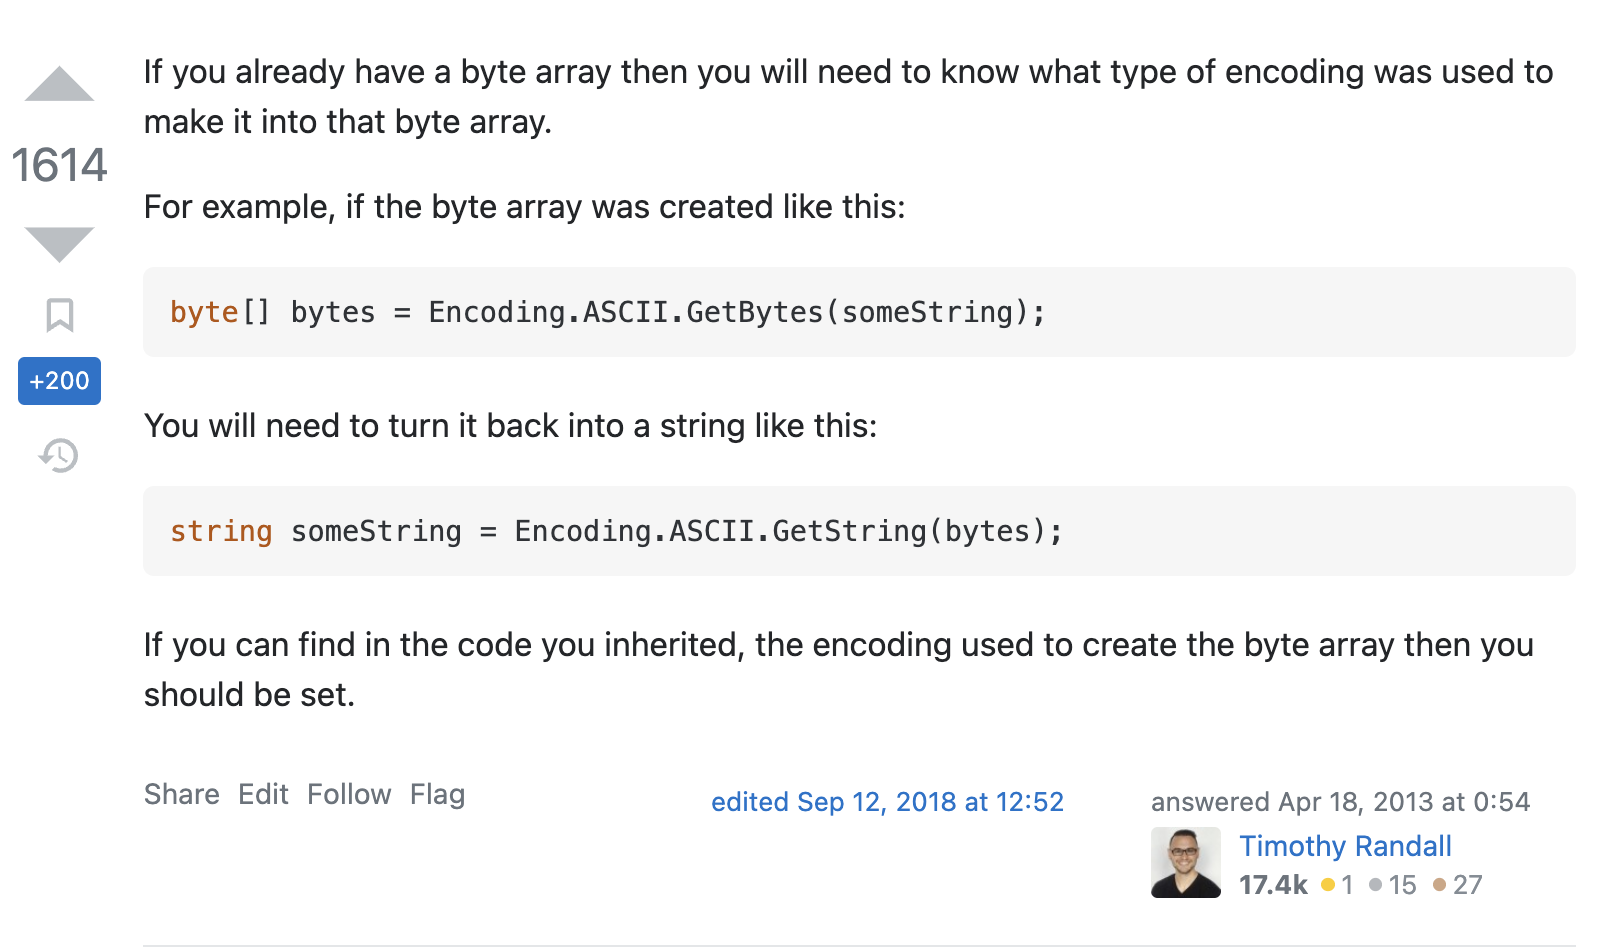 If you already have a byte array then you will need to know what type of encoding was used to
make it into that byte array.
1614
For example, if the byte array was created like this:
byte[] bytes = Encoding.ASCII.GetBytes(someString);
+200
You will need to turn it back into a string like this:
string someString = Encoding.ASCII.GetString(bytes);
If you can find in the code you inherited, the encoding used to create the byte array then you
should be set.
Share Edit Follow Flag
edited Sep 12, 2018 at 12:52
answered Apr 18, 2013 at 0:54
Timothy Randall
17.4k 1 15 27